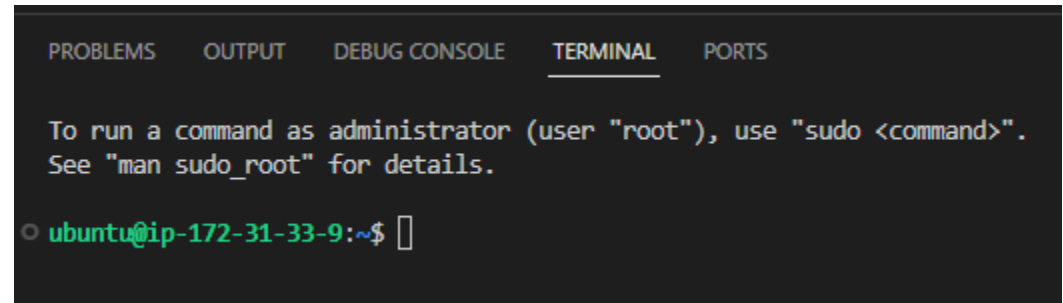 PROBLEMS OUTPUT DEBUG CONSOLE TERMINAL PORTS
To run a command as administrator (user "root"), use "sudo <command>".
See "man sudo_root" for details.
ubuntu@ip-172-31-33-9:~$